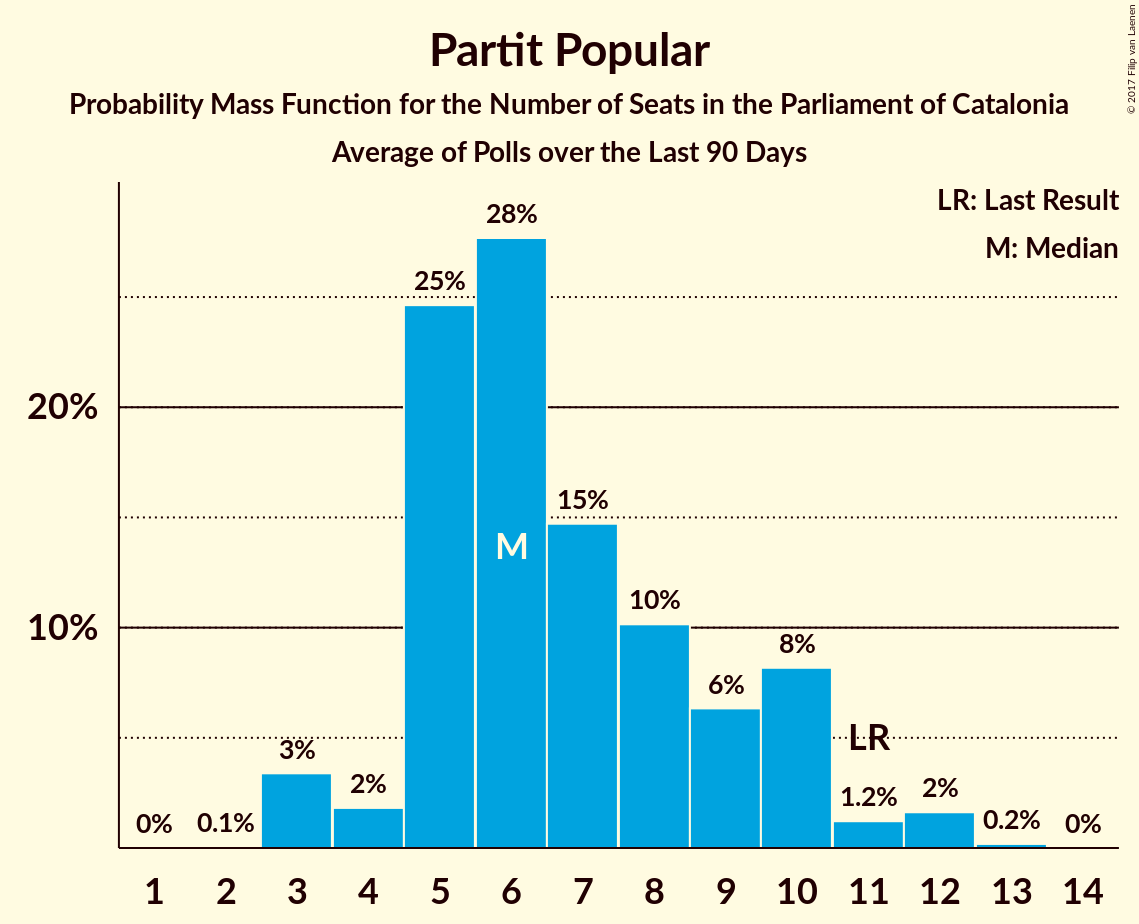 Partit Popular
Probability Mass Function for the Number of Seats in the Parliament of Catalonia
Average of Polls over the Last 90 Days
© 2017 Filip van Laenen
LR: Last Result
M: Median
28%
25%
20%
15%
M
10%
10%
8%
6%
LR
3%
2%
2%
1.2%
0%
0.1%
0.2%
0%
1 2 3 4 5 6 7 8 9 10 11 12 13 14